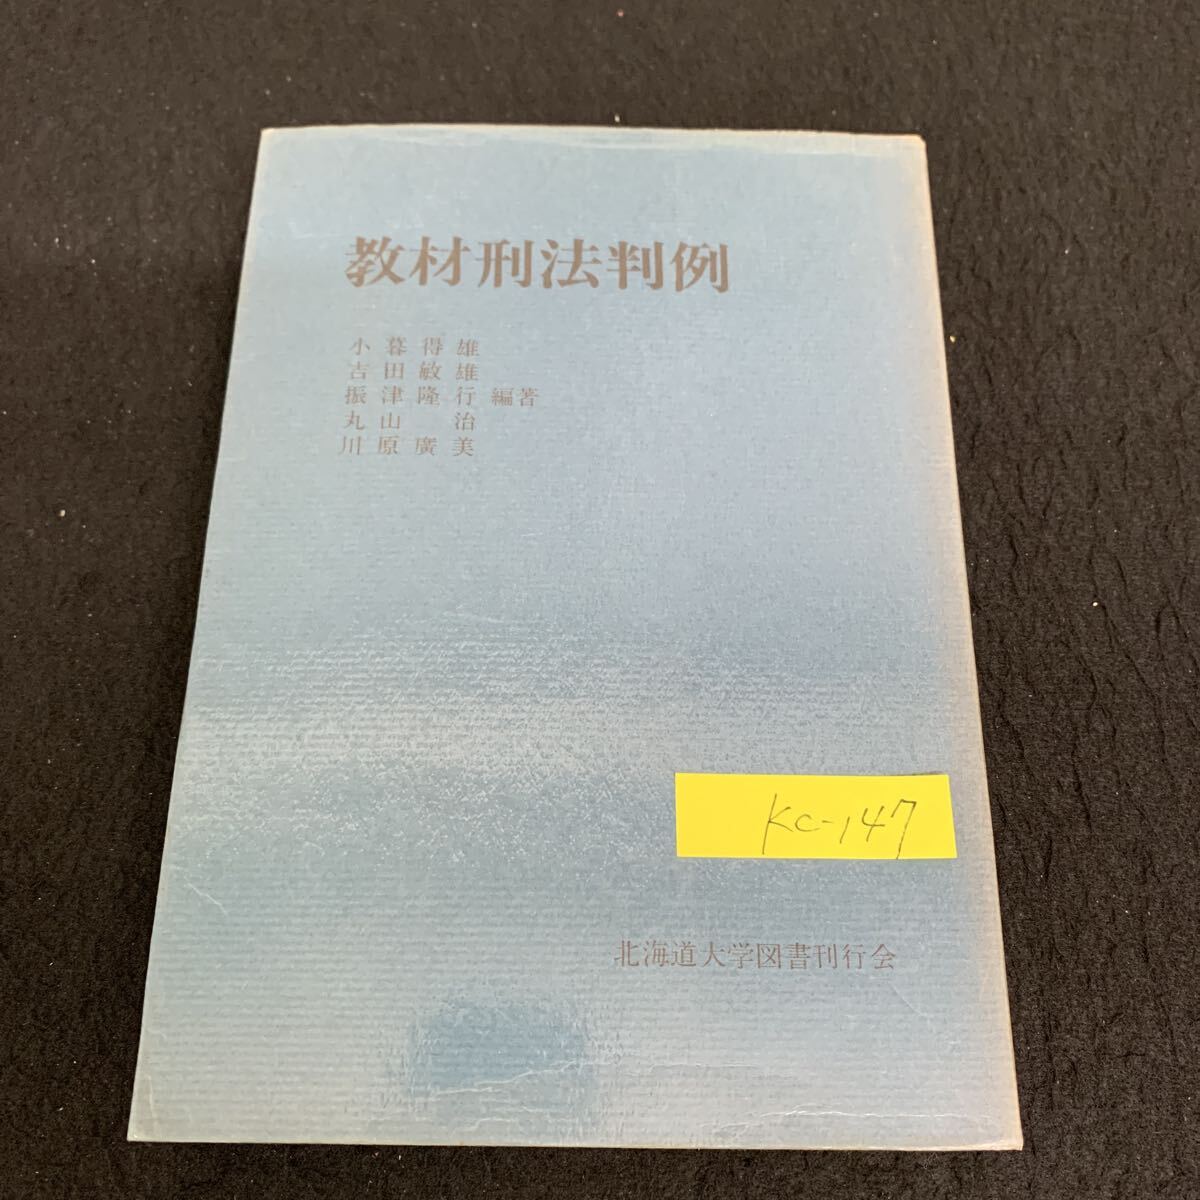 教材刑法判例
小暮得雄
吉田敏雄
振津隆行編著
丸山治
川原廣美
Kc-147
北海道大学図書刊行会